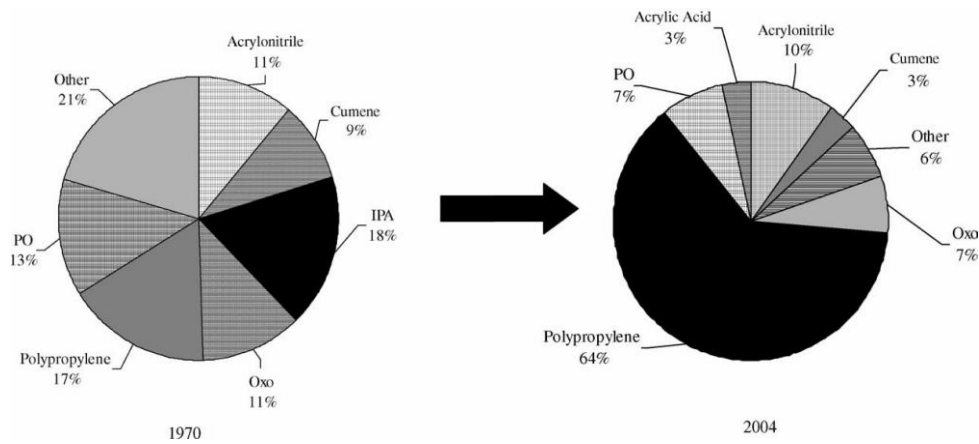 Acrylonitrile
11%
Cumene
9%
IPA
18%
Oxo
11%
Polypropylene
17%
PO
13%
Other
21%
1970
Acrylic Acid
3%
Acrylonitrile
10%
Cumene
3%
Other
6%
Oxo
7%
Polypropylene
64%
PO
7%
2004